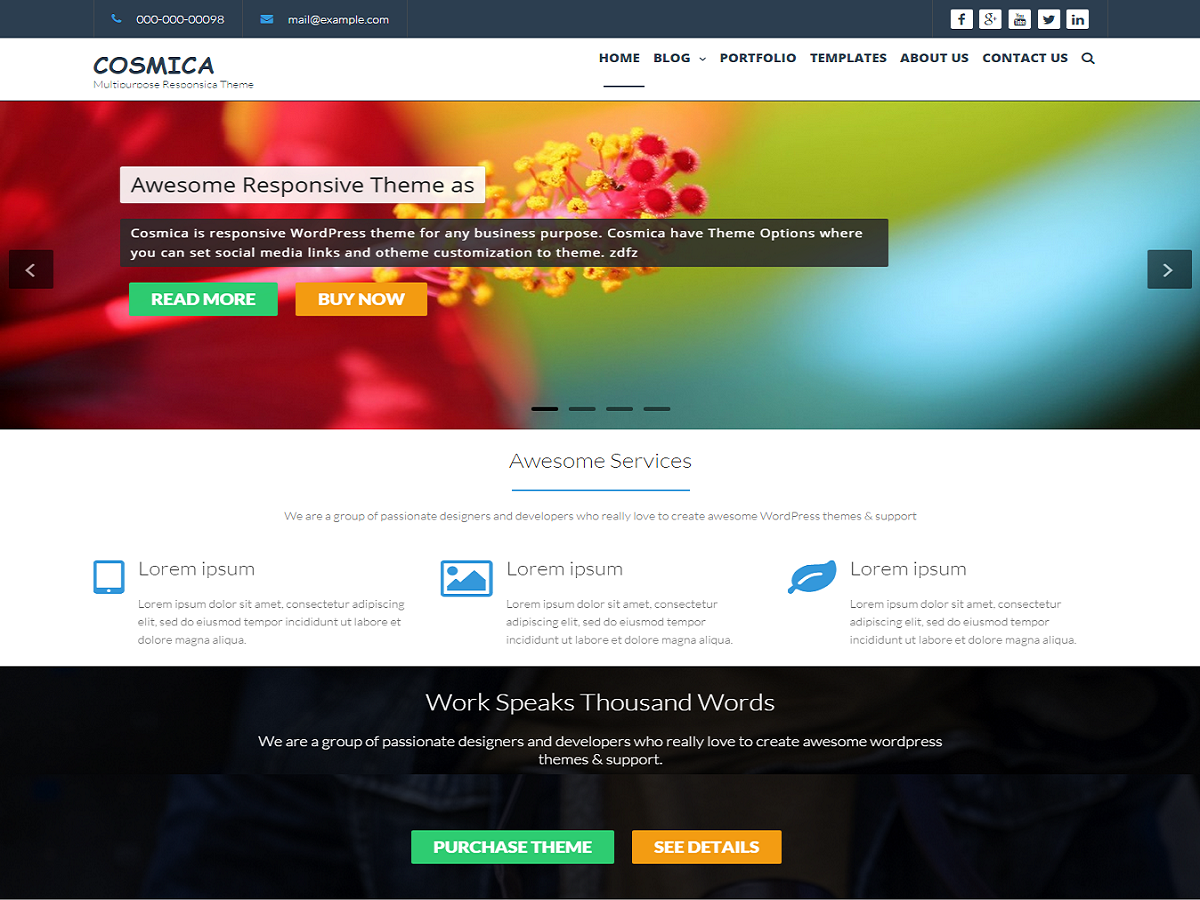 000-000-00098
mail@example.com
COSMICA
Multipurpose Responsica Theme
HOME BLOG PORTFOLIO TEMPLATES ABOUT US CONTACT US
Awesome Responsive Theme as
Cosmica is responsive WordPress theme for any business purpose. Cosmica have Theme Options where
you can set social media links and otheme customization to theme. zdfz
READ MORE
BUY NOW
Awesome Services
We are a group of passionate designers and developers who really love to create awesome WordPress themes & support
Lorem ipsum
Lorem ipsum dolor sit amet, consectetur adipiscing
elit, sed do eiusmod tempor incididunt ut labore et
dolore magna aliqua.
Lorem ipsum
Lorem ipsum dolor sit amet, consectetur
adipiscing elit, sed do eiusmod tempor
incididunt ut labore et dolore magna aliqua.
Lorem ipsum
Lorem ipsum dolor sit amet, consectetur
adipiscing elit, sed do eiusmod tempor
incididunt ut labore et dolore magna aliqua.
Work Speaks Thousand Words
We are a group of passionate designers and developers who really love to create awesome wordpress
themes & support.
PURCHASE THEME
SEE DETAILS